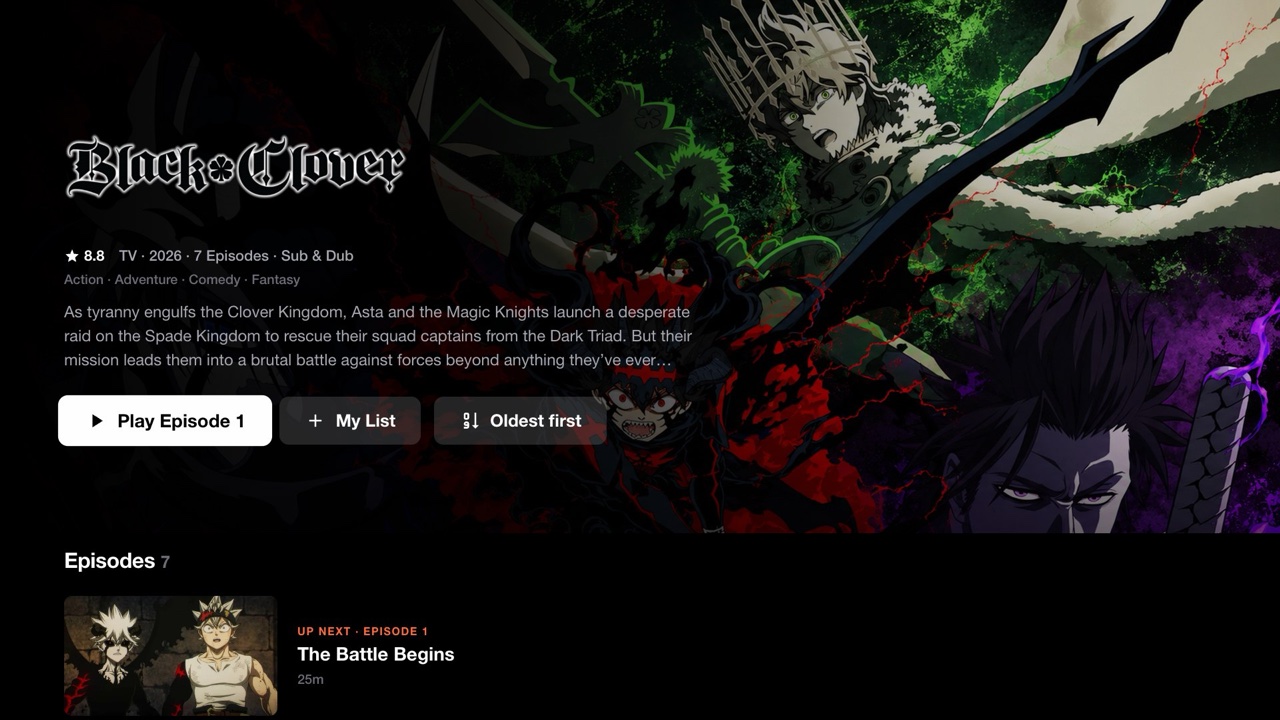 Black Clover
8.8 TV · 2026 · 7 Episodes · Sub & Dub
Action · Adventure · Comedy · Fantasy
As tyranny engulfs the Clover Kingdom, Asta and the Magic Knights launch a desperate
raid on the Spade Kingdom to rescue their squad captains from the Dark Triad. But their
mission leads them into a brutal battle against forces beyond anything they’ve ever…
Play Episode 1
My List
Oldest first
Episodes 7
UP NEXT · EPISODE 1
The Battle Begins
25m